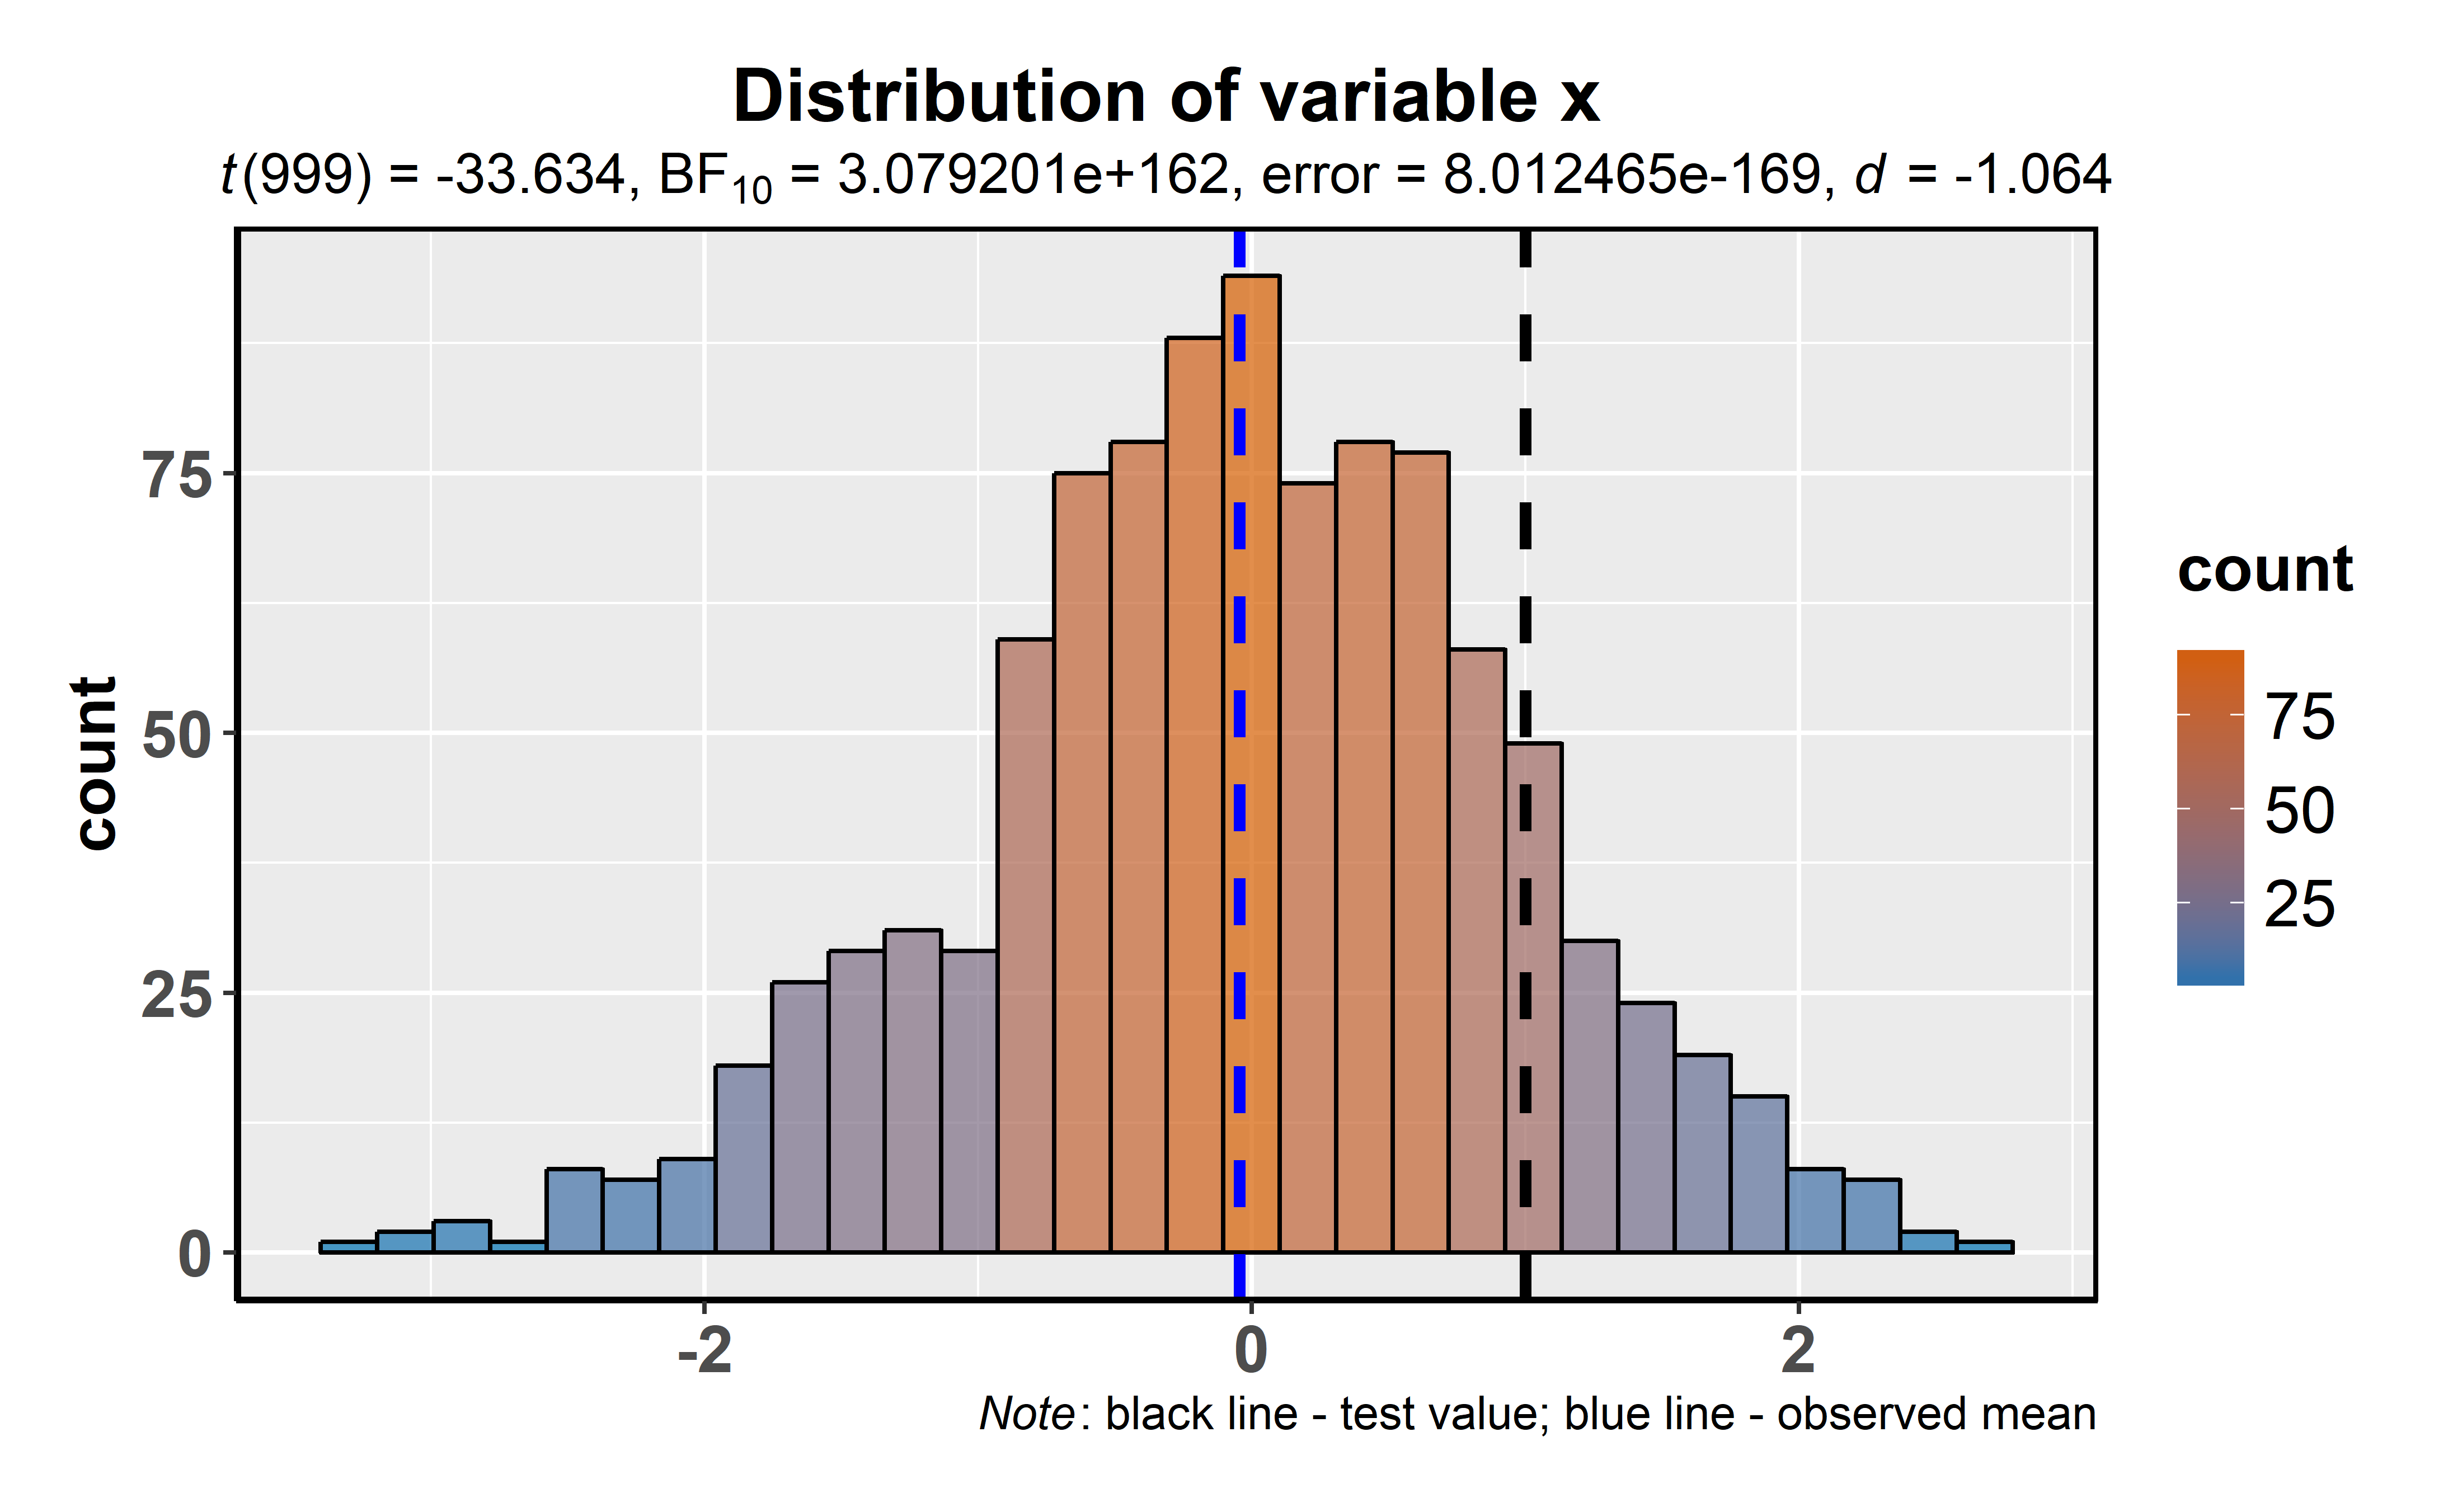 Distribution of variable x
t(999) = -33.634, BF₁₀ = 3.079201e+162, error = 8.012465e-169, d = -1.064
count
75
50
25
0
-2 0 2
count
75
50
25
Note: black line - test value; blue line - observed mean